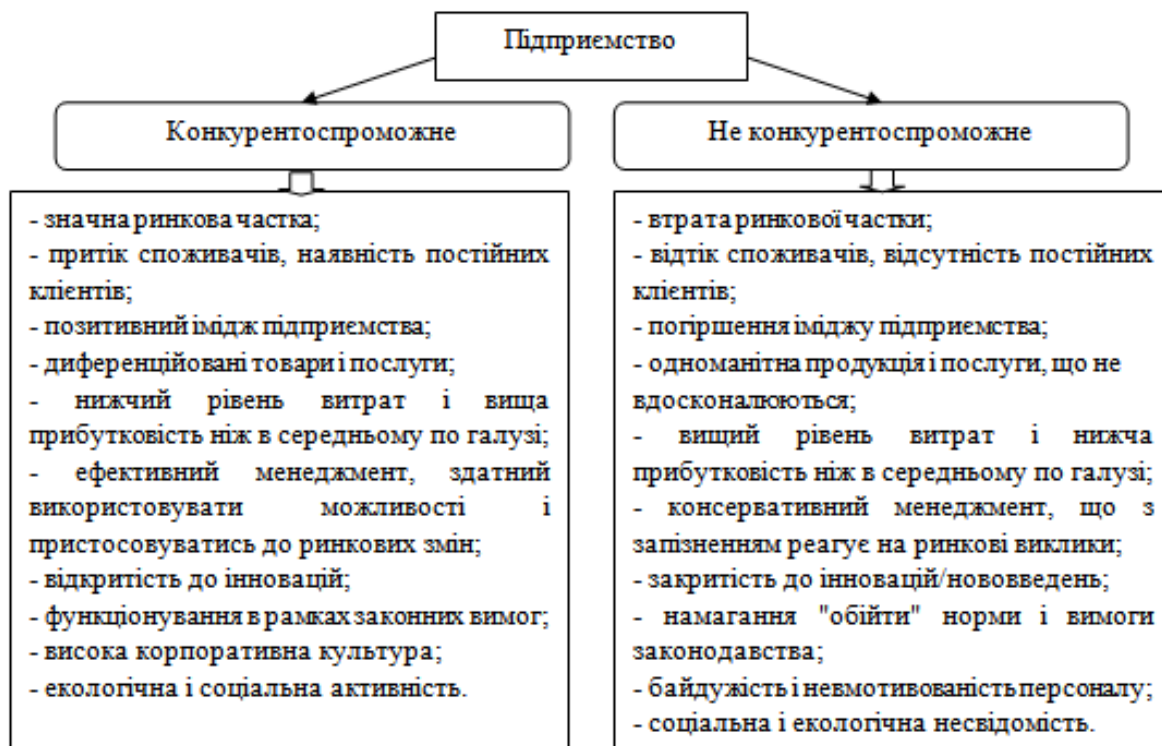 Підприємство
Конкурентоспроможне
- значна ринкова частка;
- притік споживачів, наявність постійних
клієнтів;
- позитивний імідж підприємства;
- диференційовані товари і послуги;
- нижчий рівень витрат і вища
прибутковість ніж в середньому по галузі;
- ефективний менеджмент, здатний
використовувати можливості і
пристосовуватись до ринкових змін;
- відкритість до інновацій;
- функціонування в рамках законних вимог;
- висока корпоративна культура;
- екологічна і соціальна активність.
Не конкурентоспроможне
- втрата ринкової частки;
- відтік споживачів, відсутність постійних
клієнтів;
- погіршення іміджу підприємства;
- одноманітна продукція і послуги, що не
вдосконалюються;
- вищий рівень витрат і нижча
прибутковість ніж в середньому по галузі;
- консервативний менеджмент, що з
запізненням реагує на ринкові виклики;
- закритість до інновацій/нововведень;
- намагання "обійти" норми і вимоги
законодавства;
- байдужість і невмотивованість персоналу;
- соціальна і екологічна несвідомість.